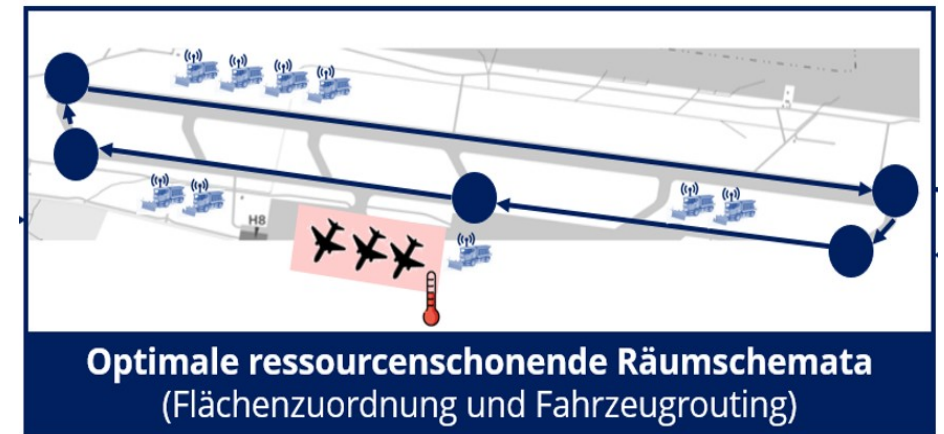 H8
Optimale ressourcenschonende Räumschemata
(Flächenzuordnung und Fahrzeugrouting)